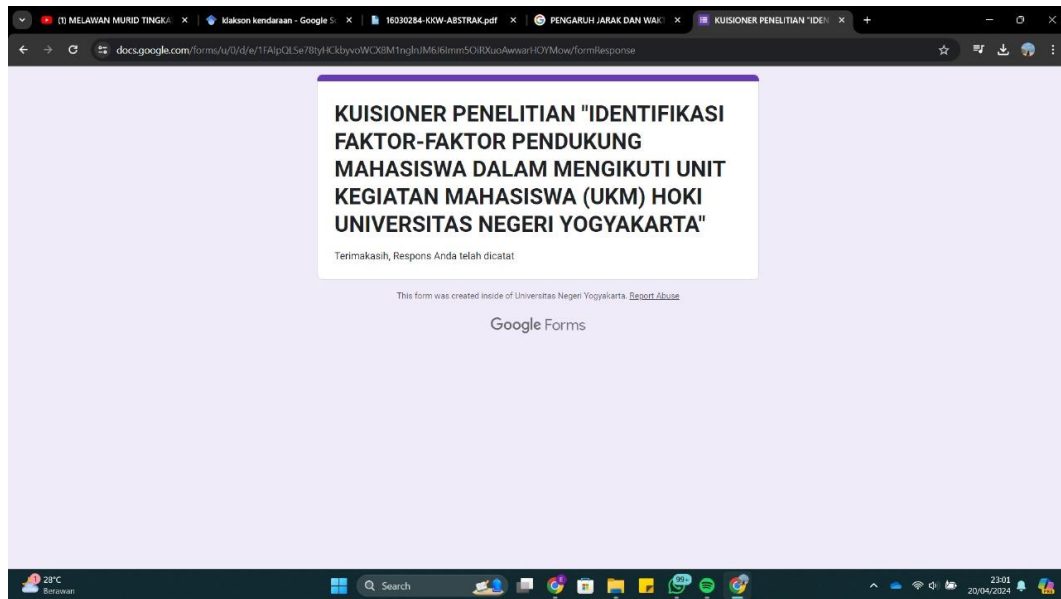 (1) MELAWAN MURID TINGKA
klakson kendaraan - Google Sc
16030284-KKW-ABSTRAK.pdf
PENGARUH JARAK DAN WAKT
KUISIONER PENELITIAN "IDEN
docs.google.com/forms/u/0/d/e/
KUISIONER PENELITIAN "IDENTIFIKASI
FAKTOR-FAKTOR PENDUKUNG
MAHASISWA DALAM MENGIKUTI UNIT
KEGIATAN MAHASISWA (UKM) HOKI
UNIVERSITAS NEGERI YOGYAKARTA"
Terimakasih, Respons Anda telah dicatat
This form was created inside of Universitas Negeri Yogyakarta. Report Abuse
Google Forms
1
28°C
Berawan
Search
99+
23:01
20/04/2024